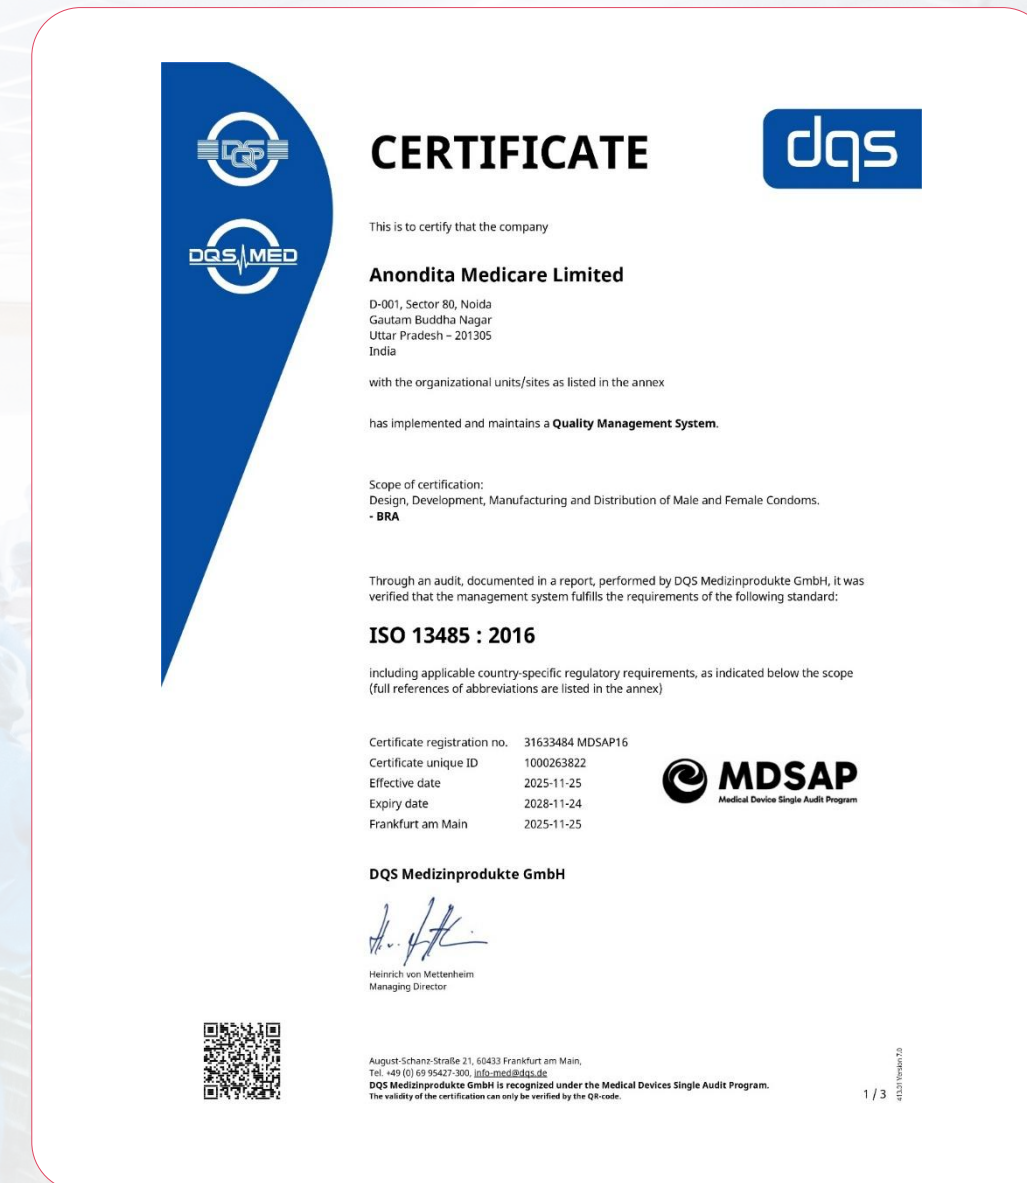 DQS
DQS MED
CERTIFICATE
dqs
This is to certify that the company
Anondita Medicare Limited
D-001, Sector 80, Noida
Gautam Buddha Nagar
Uttar Pradesh – 201305
India
with the organizational units/sites as listed in the annex
has implemented and maintains a Quality Management System.
Scope of certification:
Design, Development, Manufacturing and Distribution of Male and Female Condoms.
- BRA
Through an audit, documented in a report, performed by DQS Medizinprodukte GmbH, it was
verified that the management system fulfills the requirements of the following standard:
ISO 13485 : 2016
including applicable country-specific regulatory requirements, as indicated below the scope
(full references of abbreviations are listed in the annex)
Certificate registration no. 31633484 MDSAP16
Certificate unique ID 1000263822
Effective date 2025-11-25
Expiry date 2028-11-24
Frankfurt am Main 2025-11-25
MDSAP
Medical Device Single Audit Program
DQS Medizinprodukte GmbH
Heinrich von Mettenheim
Managing Director
August-Schanz-Straße 21, 60433 Frankfurt am Main,
Tel. +49 (0) 69 95427-300, info-med@dqs.de
DQS Medizinprodukte GmbH is recognized under the Medical Devices Single Audit Program.
The validity of the certification can only be verified by the QR-code.
1 / 3
413.01 Version 7.0